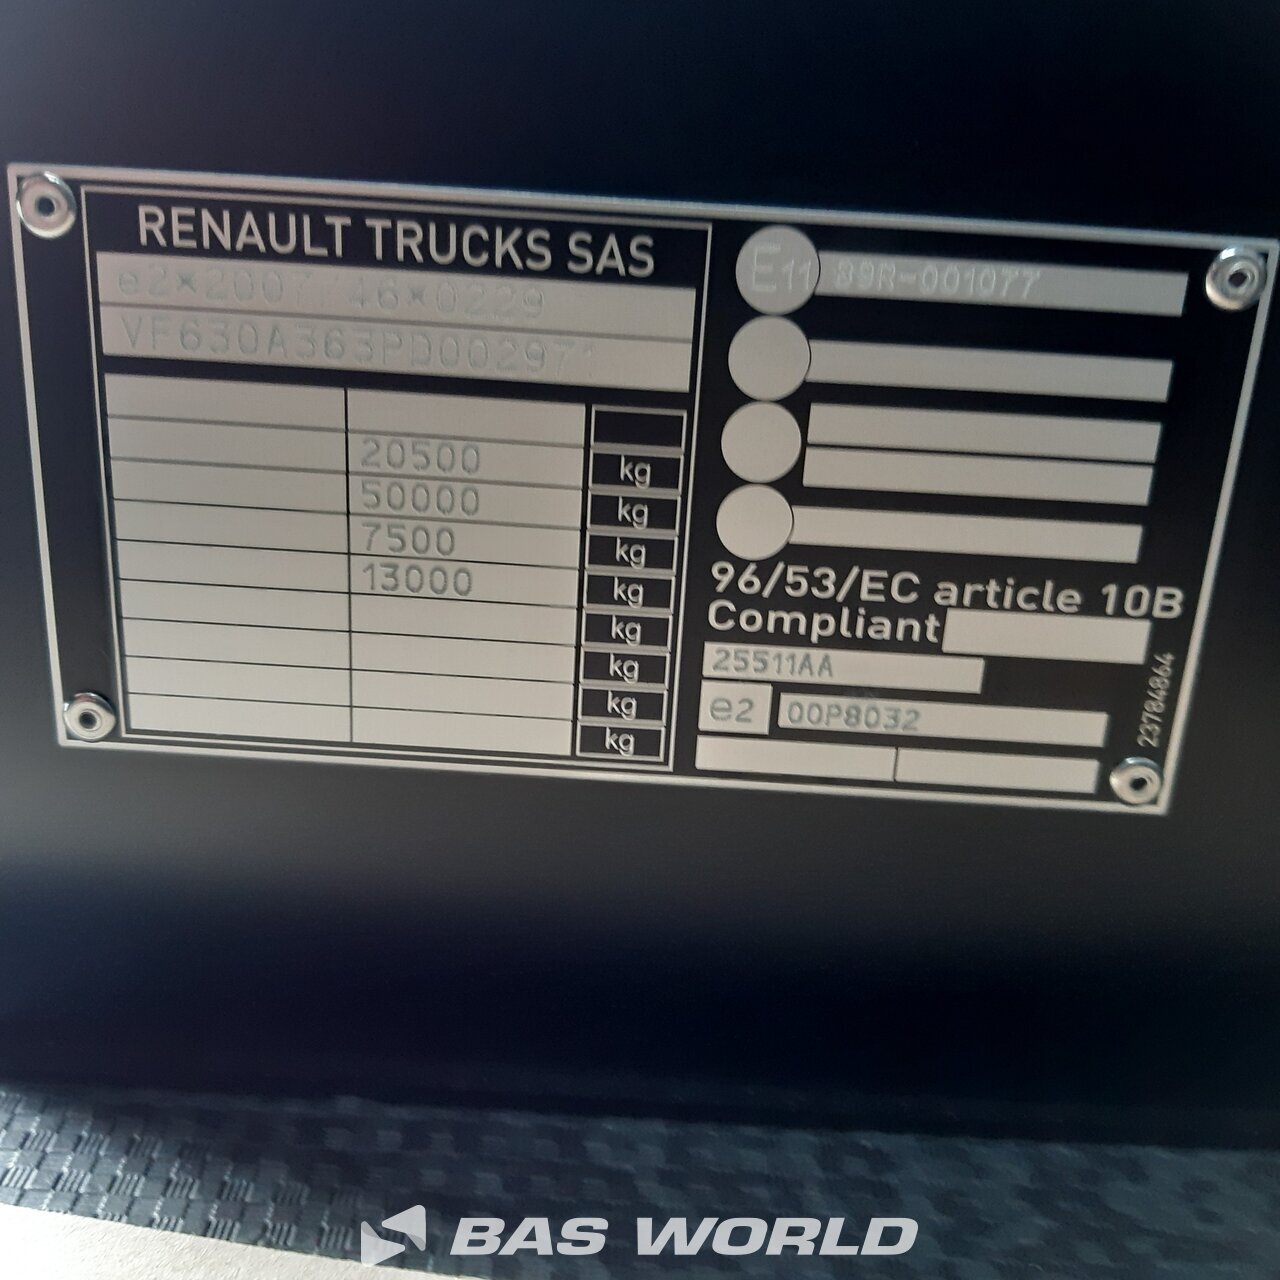 RENAULT TRUCKS SAS
e2*2007/46*0229
VF630A363PD002971
20500 kg
50000 kg
7500 kg
13000 kg
kg
kg
kg
kg
E11 89R-001077
96/53/EC article 10B
Compliant
25511AA
e2 00P8032
23784864
BAS WORLD